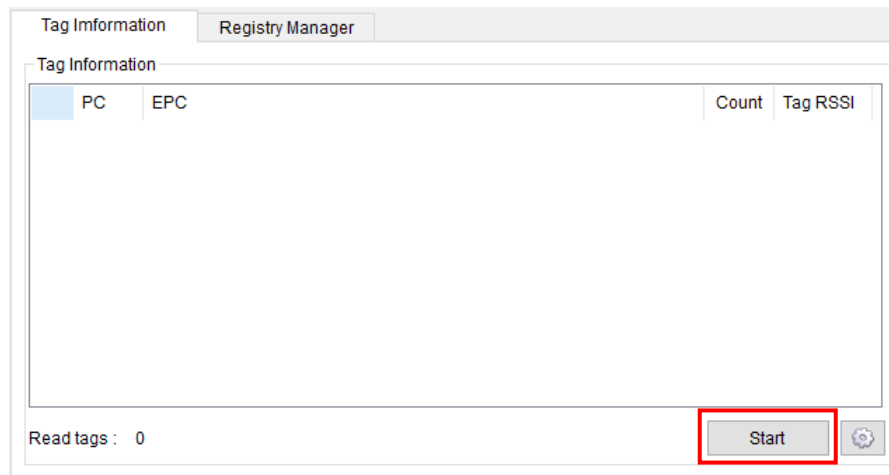 Tag Imformation Registry Manager
Tag Information
PC EPC Count Tag RSSI
Read tags : 0 Start